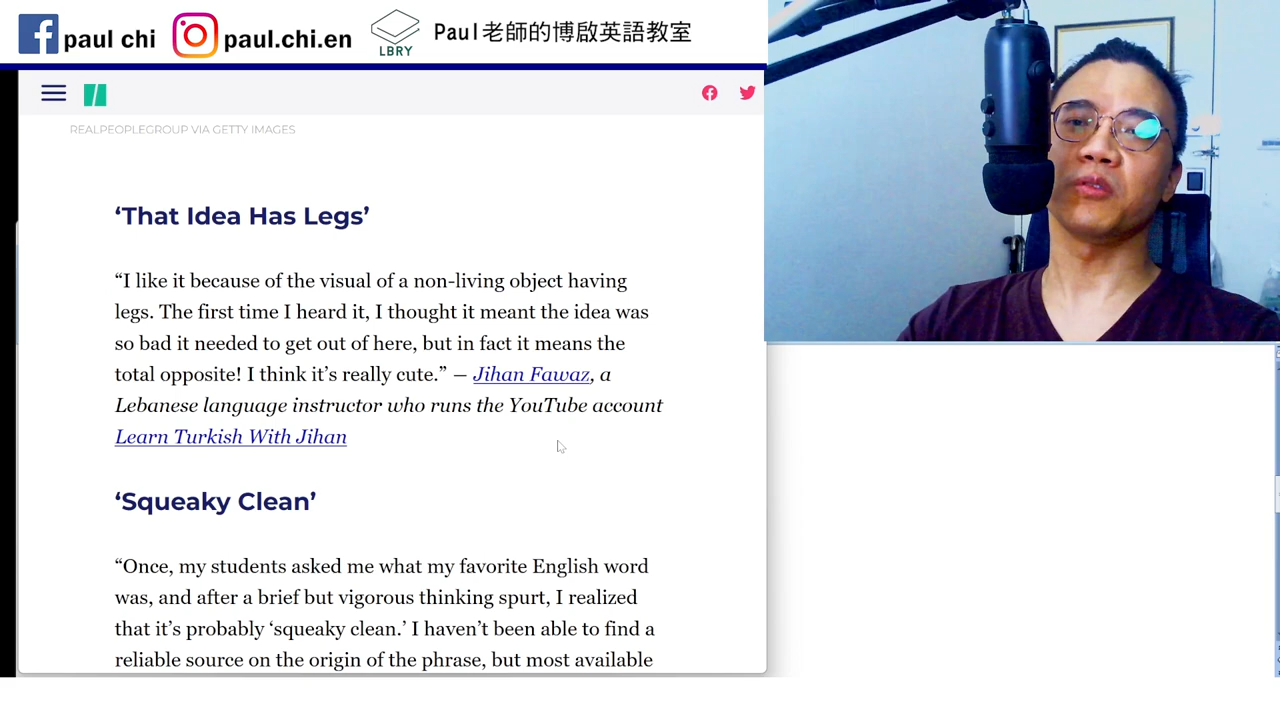 paul chi
paul.chi.en
LBRY
Paul老師的博啟英語教室
REALPEOPLEGROUP VIA GETTY IMAGES
‘That Idea Has Legs’
“I like it because of the visual of a non-living object having
legs. The first time I heard it, I thought it meant the idea was
so bad it needed to get out of here, but in fact it means the
total opposite! I think it’s really cute.” — Jihan Fawaz, a
Lebanese language instructor who runs the YouTube account
Learn Turkish With Jihan
‘Squeaky Clean’
“Once, my students asked me what my favorite English word
was, and after a brief but vigorous thinking spurt, I realized
that it’s probably ‘squeaky clean.’ I haven’t been able to find a
reliable source on the origin of the phrase, but most available